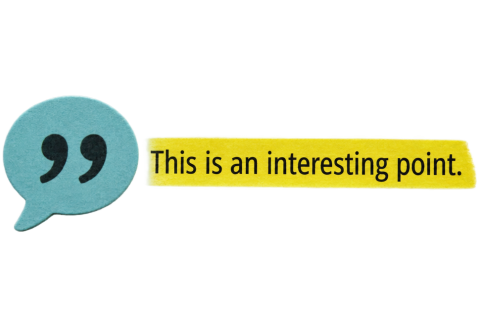 ”
This is an interesting point.